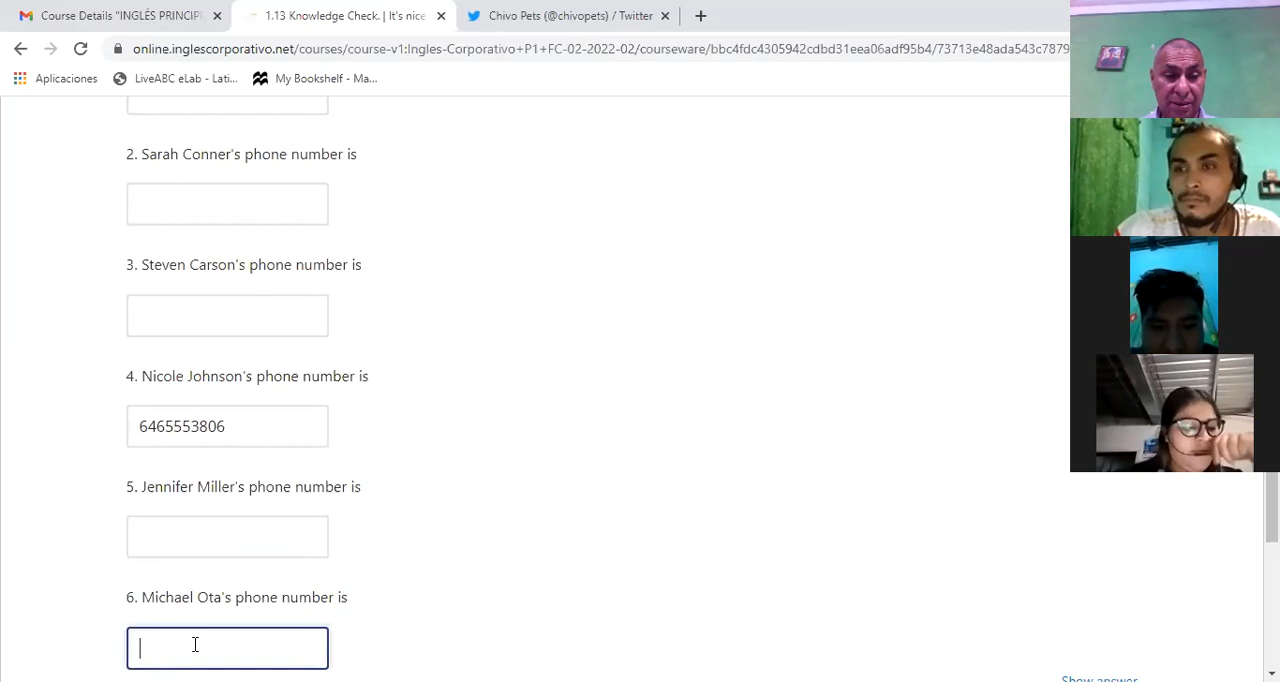 Course Details "INGLÉS PRINCIPI
1.13 Knowledge Check. | It's nice
Chivo Pets (@chivopets) / Twitter
online.inglescorporativo.net/courses/course-v1:Ingles-Corporativo+P1+FC-02-2022-02/courseware/bbc4fdc4305942cdbd31eea06adf95b4/73713e48ada543c7879
Aplicaciones
LiveABC eLab - Lati...
My Bookshelf - Ma...
2. Sarah Conner's phone number is
3. Steven Carson's phone number is
4. Nicole Johnson's phone number is
6465553806
5. Jennifer Miller's phone number is
6. Michael Ota's phone number is
Show answer